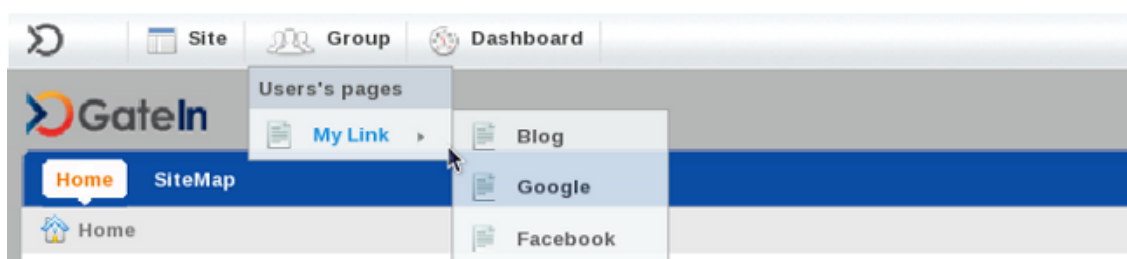 Site Group Dashboard
Users's pages
GateIn
My Link
Blog
Home SiteMap
Google
Home
Facebook